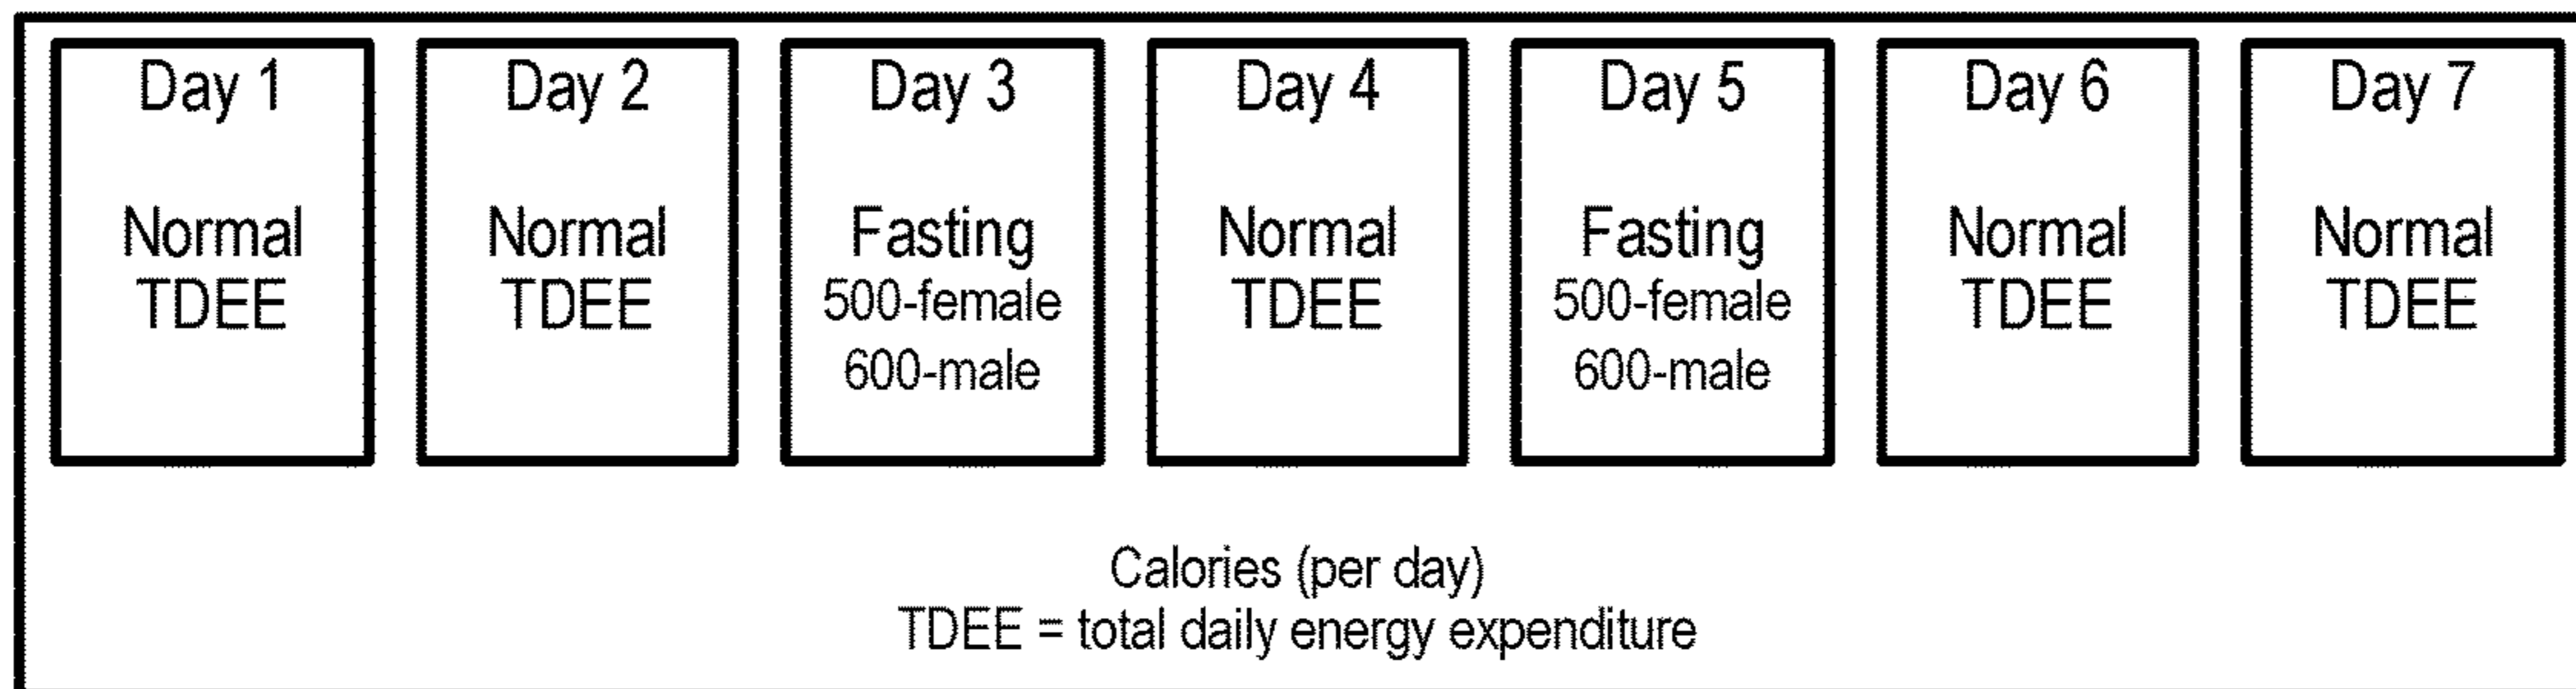 Day 1
Normal
TDEE
Day 2
Normal
TDEE
Day 3
Fasting
500-female
600-male
Day 4
Normal
TDEE
Day 5
Fasting
500-female
600-male
Day 6
Normal
TDEE
Day 7
Normal
TDEE
Calories (per day)
TDEE = total daily energy expenditure